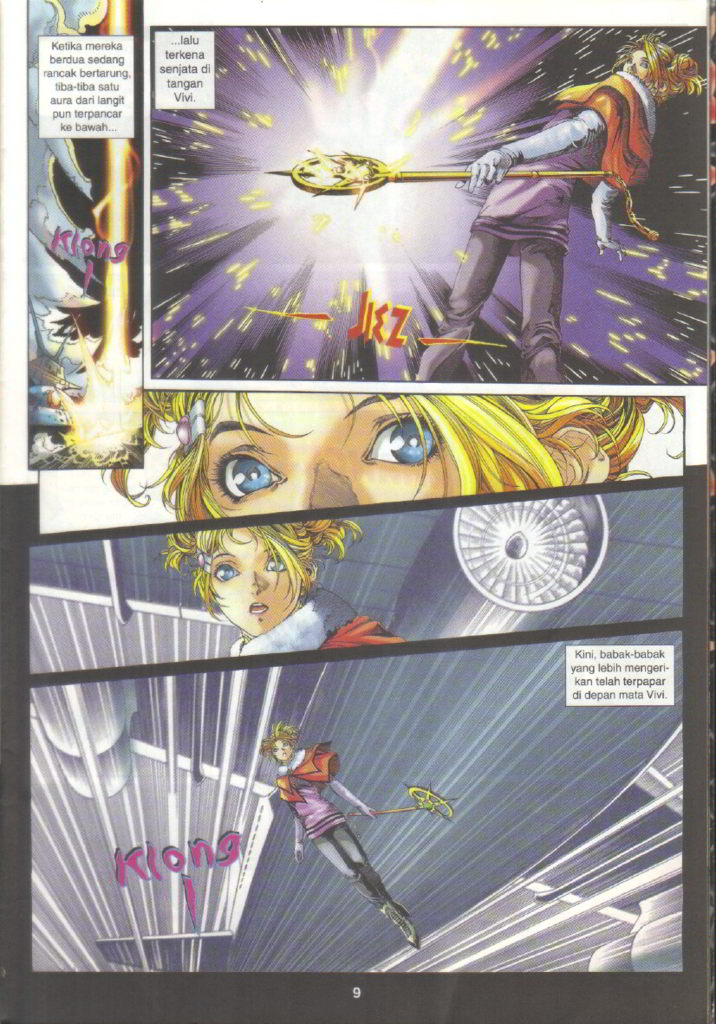 Ketika mereka
berdua sedang
rancak bertarung,
tiba-tiba satu
aura dari langit
pun terpancar
ke bawah...
...lalu
terkena
senjata di
tangan
Vivi.
Klong
!
JIEZ
Kini, babak-babak
yang lebih mengeri-
kan telah terpapar
di depan mata Vivi.
Klong
!
9